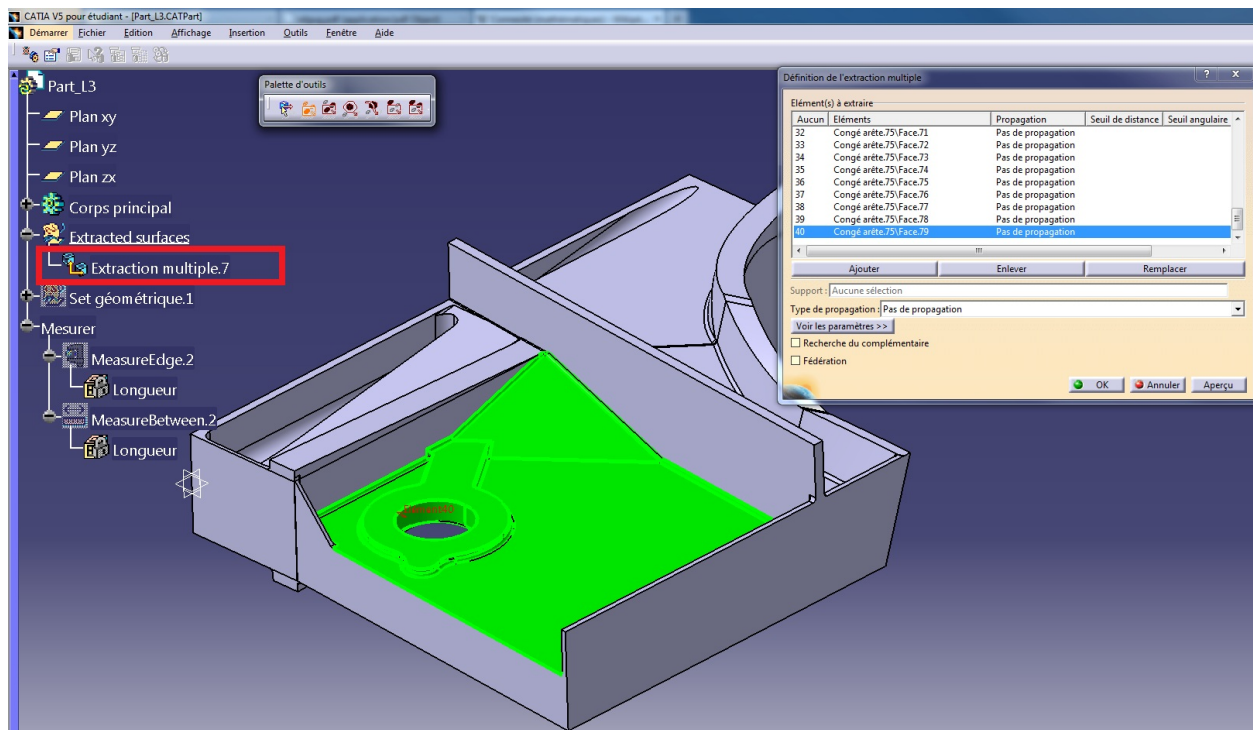 CATIA V5 pour étudiant - [Part_L3.CATPart]
Démarrer Fichier Edition Affichage Insertion Outils Fenêtre Aide
Part_L3
Plan xy
Plan yz
Plan zx
Corps principal
Extracted surfaces
Extraction multiple.7
Set géométrique.1
Mesurer
MeasureEdge.2
Longueur
MeasureBetween.2
Longueur
Palette d'outils
Element40
Définition de l'extraction multiple
Elément(s) à extraire
Aucun Eléments Propagation Seuil de distance Seuil angulaire
32 Congé arête.75\Face.71 Pas de propagation
33 Congé arête.75\Face.72 Pas de propagation
34 Congé arête.75\Face.73 Pas de propagation
35 Congé arête.75\Face.74 Pas de propagation
36 Congé arête.75\Face.75 Pas de propagation
37 Congé arête.75\Face.76 Pas de propagation
38 Congé arête.75\Face.77 Pas de propagation
39 Congé arête.75\Face.78 Pas de propagation
40 Congé arête.75\Face.79 Pas de propagation
Ajouter Enlever Remplacer
Support : Aucune sélection
Type de propagation : Pas de propagation
Voir les paramètres >>
Recherche du complémentaire
Fédération
OK Annuler Aperçu